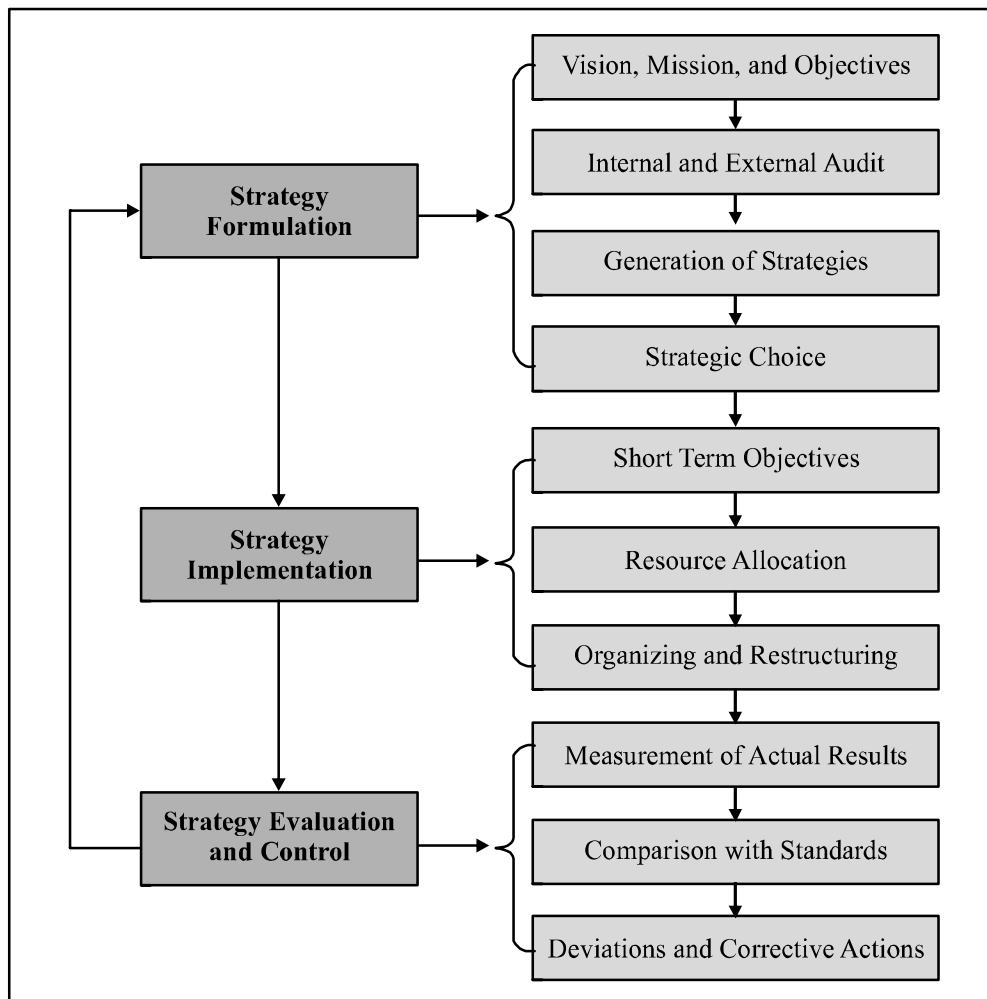 Vision, Mission, and Objectives
Internal and External Audit
Strategy
Formulation
Generation of Strategies
Strategic Choice
Short Term Objectives
Strategy
Implementation
Resource Allocation
Organizing and Restructuring
Measurement of Actual Results
Strategy Evaluation
and Control
Comparison with Standards
Deviations and Corrective Actions